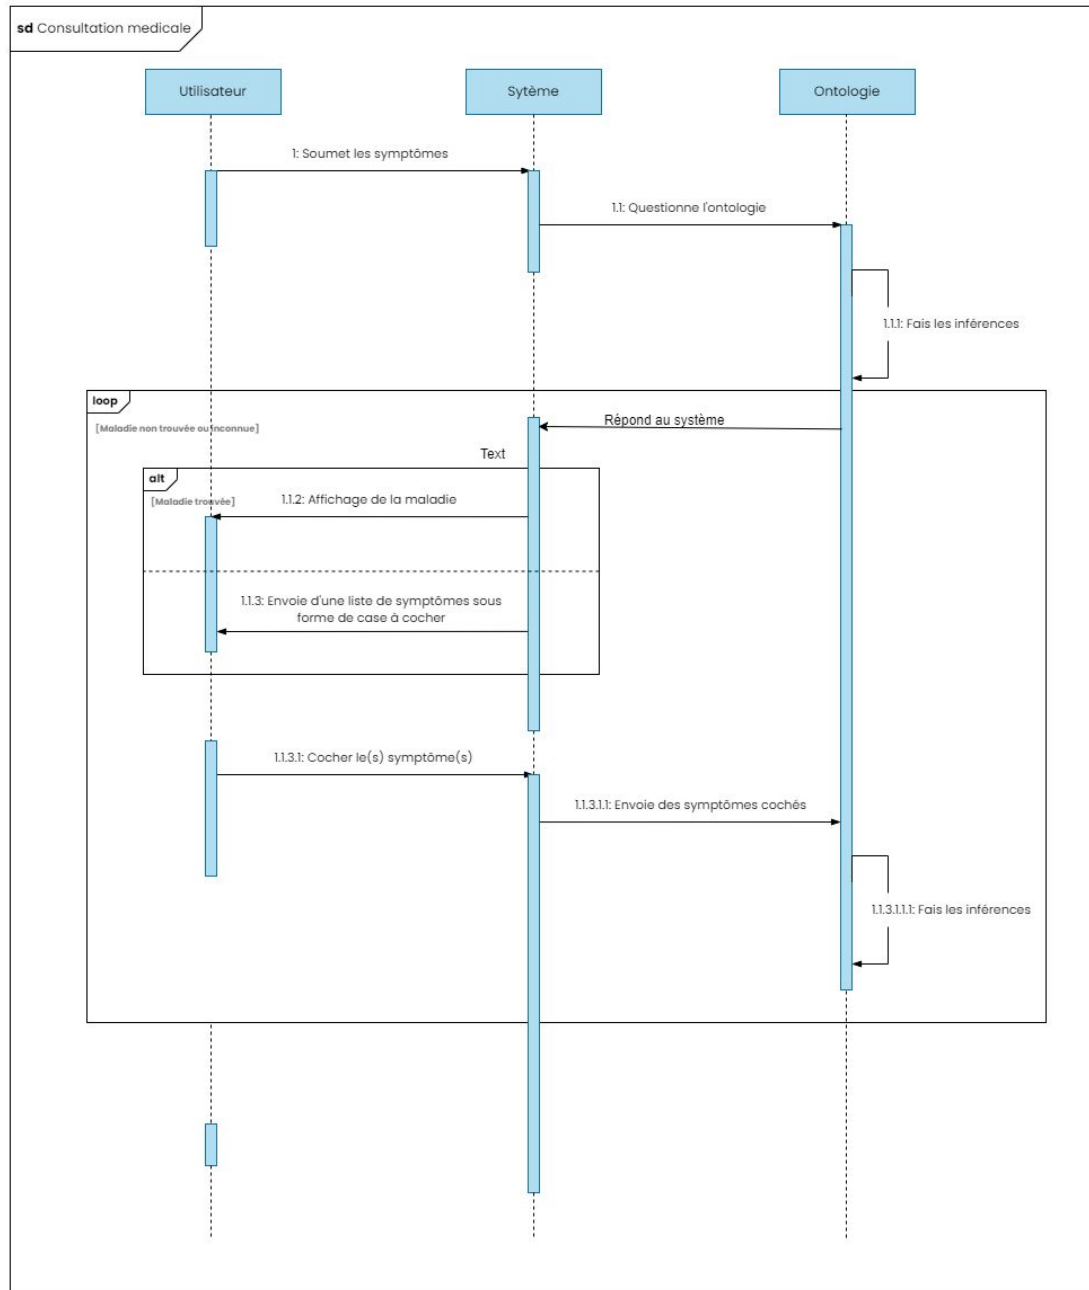 sd Consultation medicale
Utilisateur
Sytème
Ontologie
1: Soumet les symptômes
1.1: Questionne l'ontologie
1.1.1: Fais les inférences
loop
[Maladie non trouvée ou inconnue]
Répond au système
Text
alt
[Maladie trouvée]
1.1.2: Affichage de la maladie
1.1.3: Envoie d'une liste de symptômes sous
forme de case à cocher
1.1.3.1: Cocher le(s) symptôme(s)
1.1.3.1.1: Envoie des symptômes cochés
1.1.3.1.1.1: Fais les inférences